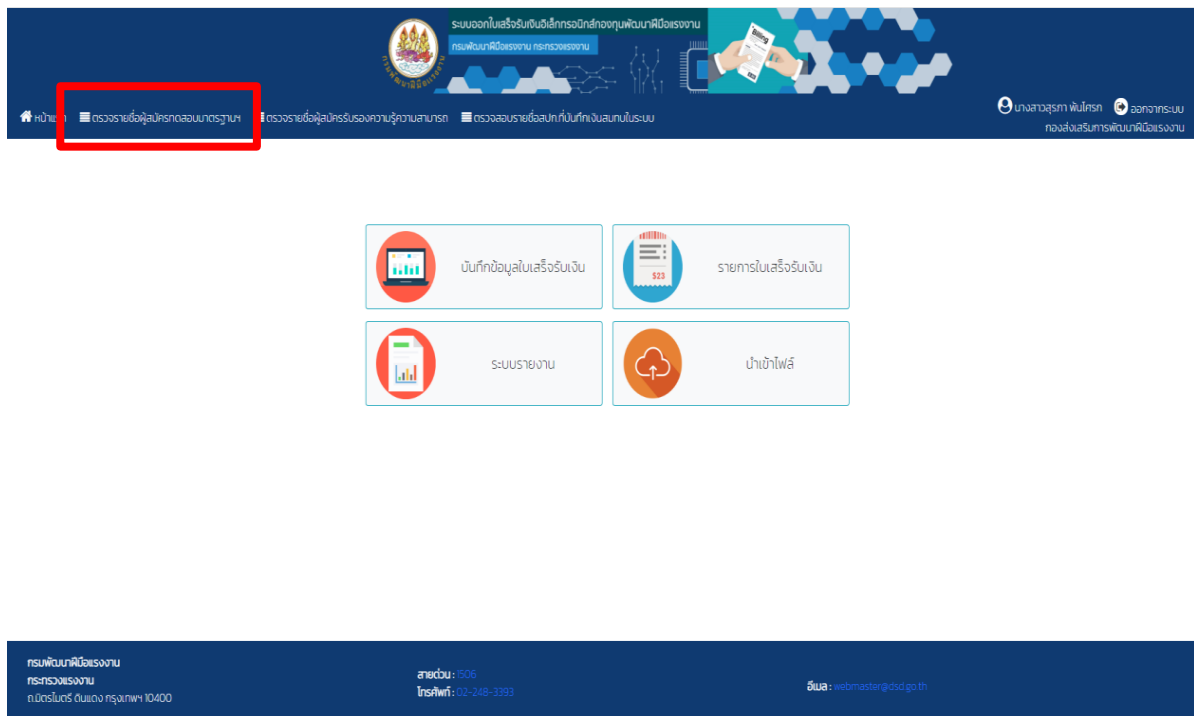 ระบบออกใบเสร็จรับเงินอิเล็กทรอนิกส์กองทุนพัฒนาฝีมือแรงงาน
กรมพัฒนาฝีมือแรงงาน กระทรวงแรงงาน
Billing
กรมพัฒนาฝีมือแรงงาน
หน้าแรก ตรวจรายชื่อผู้สมัครทดสอบมาตรฐานฯ ตรวจรายชื่อผู้สมัครรับรองความรู้ความสามารถ ตรวจสอบรายชื่อสปก.ที่บันทึกเงินสมทบในระบบ
นางสาวสุรภา พันโครท ออกจากระบบ
กองส่งเสริมการพัฒนาฝีมือแรงงาน
บันทึกข้อมูลใบเสร็จรับเงิน
$23
รายการใบเสร็จรับเงิน
ระบบรายงาน
นำเข้าไฟล์
กรมพัฒนาฝีมือแรงงาน
กระทรวงแรงงาน
ถ.มิตรไมตรี ดินแดง กรุงเทพฯ 10400
สายด่วน : 1506
โทรศัพท์ : 02-248-3393
อีเมล : webmaster@dsd.go.th